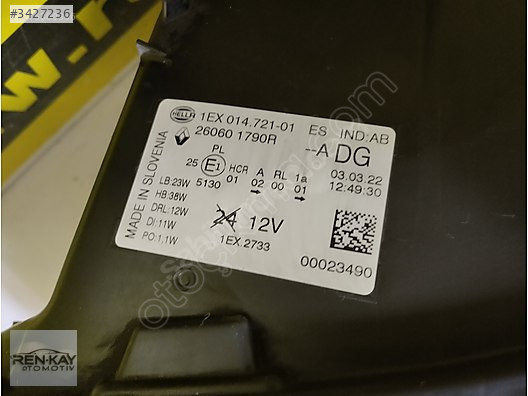 #3427236
HELLA
1EX 014.721-01 ES IND:AB
26060 1790R --A DG
PL
25 E1 HCR A RL 1a 03.03.22
5130 01 02 00 01 12:49:30
LB:23W
HB:38W
DRL:12W
DI:11W
PO:1,1W
24 12V
1EX.2733
00023490
MADE IN SLOVENIA
REN-KAY
OTOMOTİV